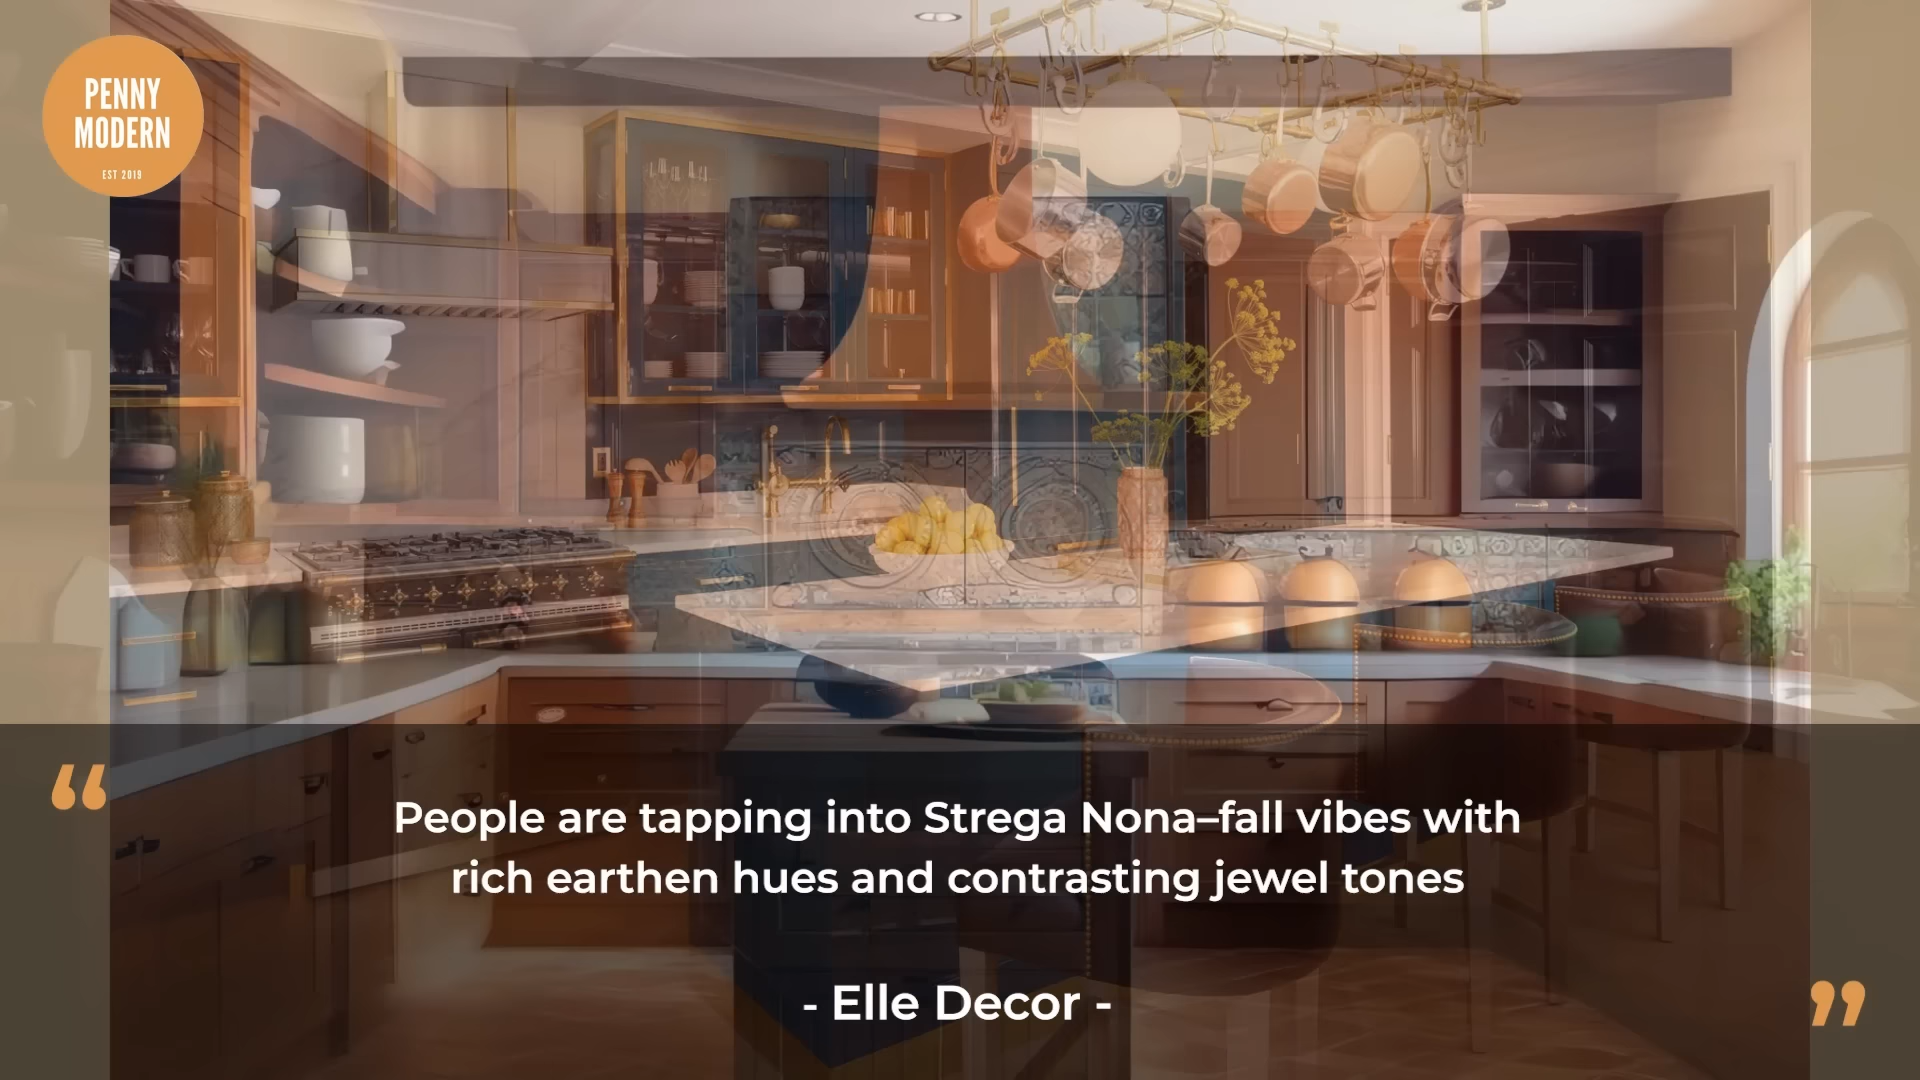 PENNY
MODERN
EST 2019
“
People are tapping into Strega Nona–fall vibes with
rich earthen hues and contrasting jewel tones
- Elle Decor -
”